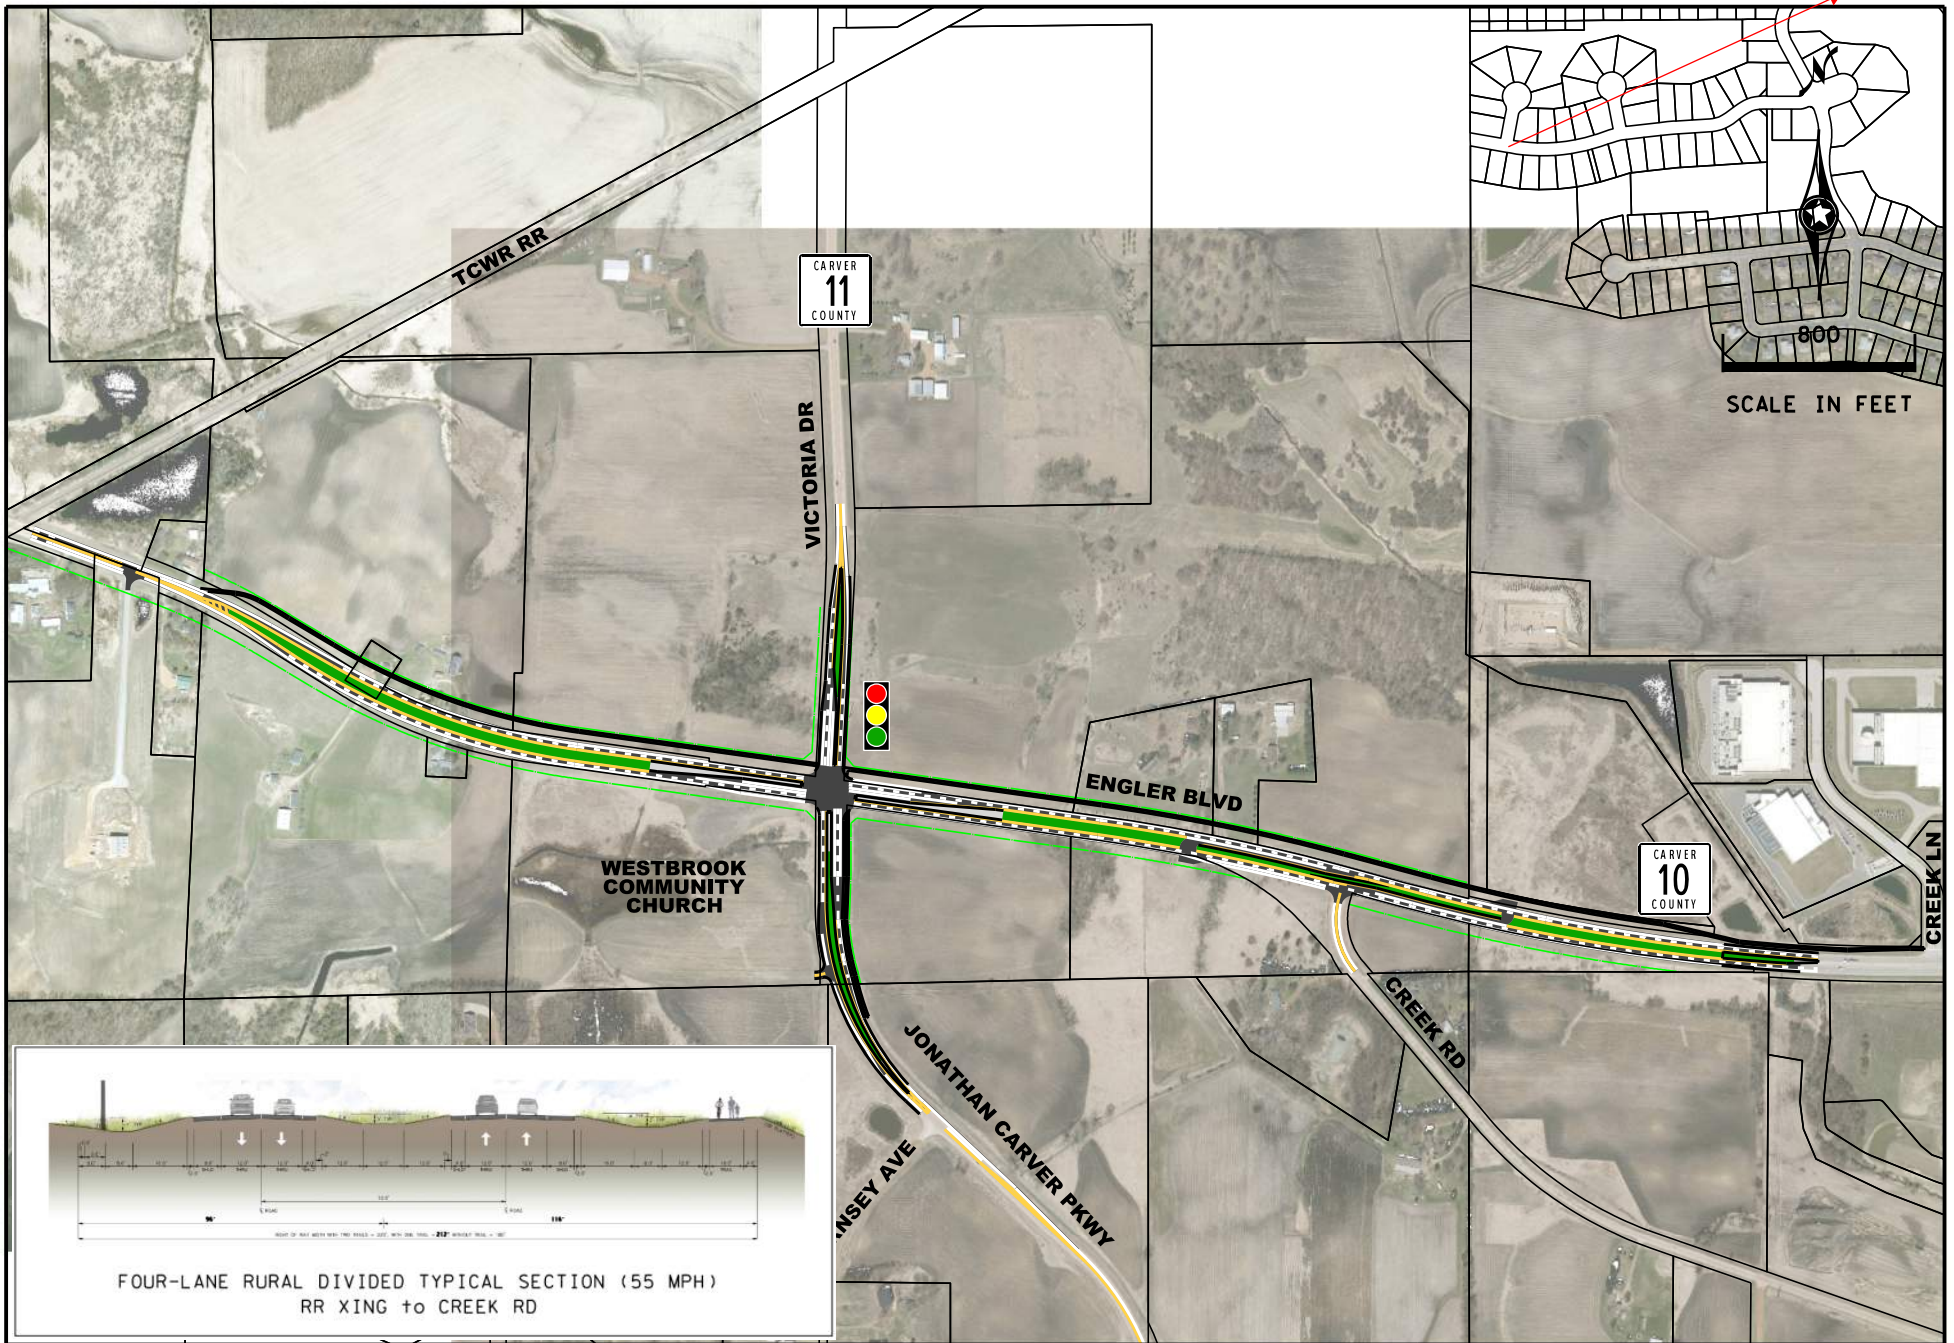 TCWR RR
CARVER
11
COUNTY
800
SCALE IN FEET
VICTORIA DR
ENGLER BLVD
WESTBROOK
COMMUNITY
CHURCH
CARVER
10
COUNTY
CREEK LN
CREEK RD
JONATHAN CARVER PKWY
NSEY AVE
96'
116'
FOUR-LANE RURAL DIVIDED TYPICAL SECTION (55 MPH)
RR XING to CREEK RD